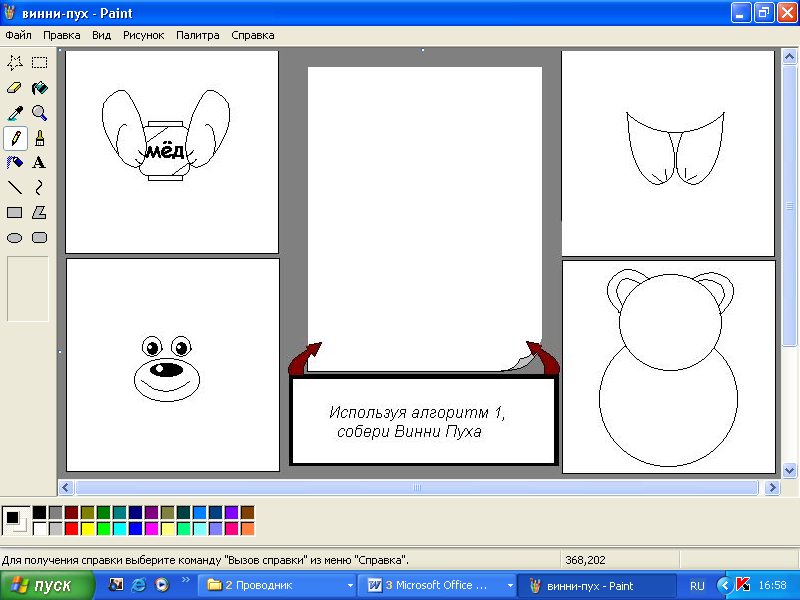 винни-пух - Paint
Файл Правка Вид Рисунок Палитра Справка
A
мёд
Используя алгоритм 1,
собери Винни Пуха
Для получения справки выберите команду "Вызов справки" из меню "Справка".
368,202
пуск
»
2 Проводник
3 Microsoft Office ...
винни-пух - Paint
RU
16:58